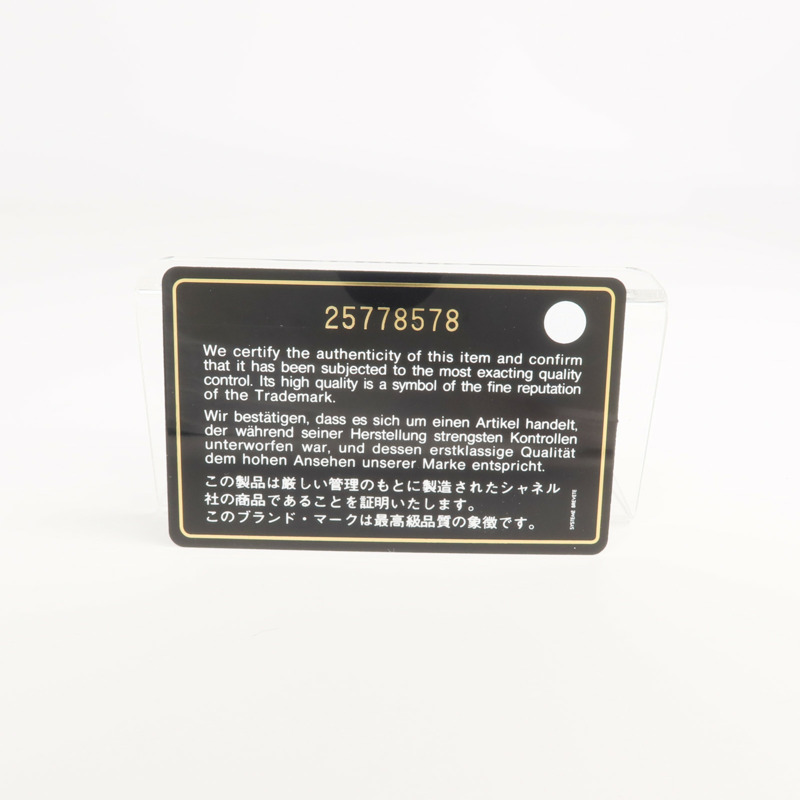 25778578
We certify the authenticity of this item and confirm
that it has been subjected to the most exacting quality
control. Its high quality is a symbol of the fine reputation
of the Trademark.
Wir bestätigen, dass es sich um einen Artikel handelt,
der während seiner Herstellung strengsten Kontrollen
unterworfen war, und dessen erstklassige Qualität
dem hohen Ansehen unserer Marke entspricht.
この製品は厳しい管理のもとに製造されたシャネル
社の商品であることを証明いたします。
このブランド・マークは最高級品質の象徴です。
SYSTEME BREVETE